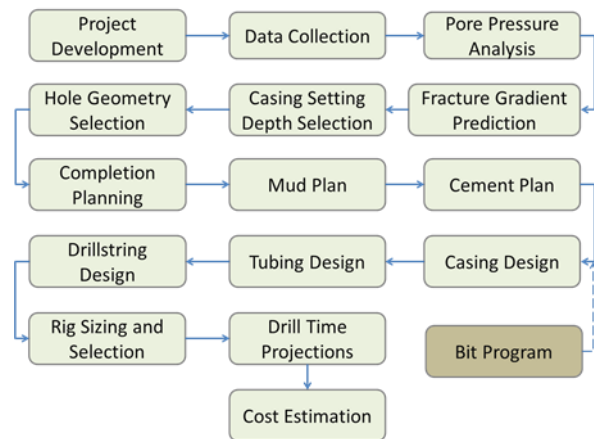 Project
Development
Data Collection
Pore Pressure
Analysis
Hole Geometry
Selection
Casing Setting
Depth Selection
Fracture Gradient
Prediction
Completion
Planning
Mud Plan
Cement Plan
Drillstring
Design
Tubing Design
Casing Design
Rig Sizing and
Selection
Drill Time
Projections
Bit Program
Cost Estimation